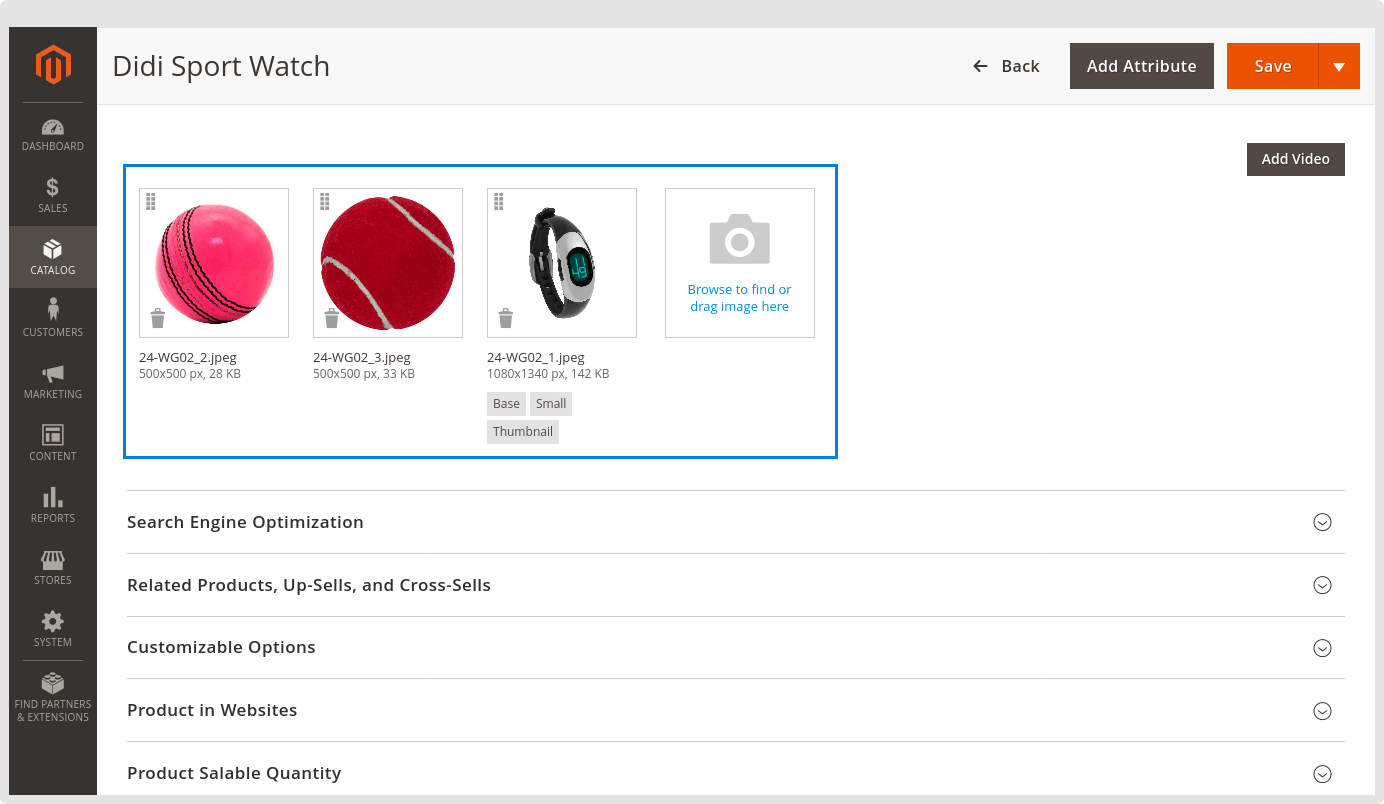 Didi Sport Watch
Back
Add Attribute
Save
DASHBOARD
SALES
CATALOG
CUSTOMERS
MARKETING
CONTENT
REPORTS
STORES
SYSTEM
FIND PARTNERS
& EXTENSIONS
Add Video
24-WG02_2.jpeg
500x500 px, 28 KB
24-WG02_3.jpeg
500x500 px, 33 KB
11
49
24-WG02_1.jpeg
1080x1340 px, 142 KB
Base
Small
Thumbnail
Browse to find or
drag image here
Search Engine Optimization
Related Products, Up-Sells, and Cross-Sells
Customizable Options
Product in Websites
Product Salable Quantity